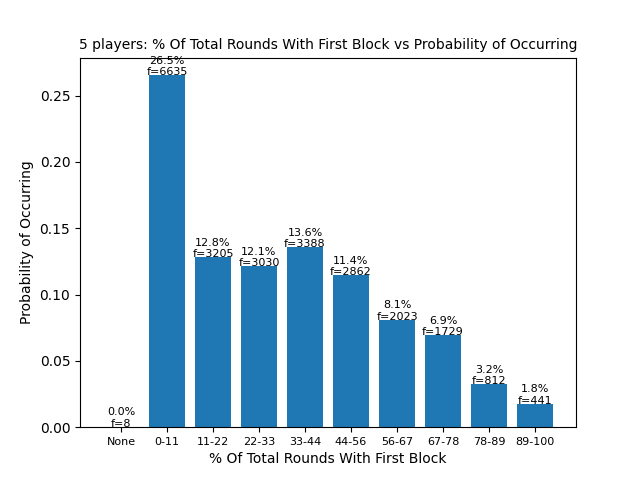 5 players: % Of Total Rounds With First Block vs Probability of Occurring
Probability of Occurring
0.25
0.20
0.15
0.10
0.05
0.00
0.0%
f=8
26.5%
f=6635
12.8%
f=3205
12.1%
f=3030
13.6%
f=3388
11.4%
f=2862
8.1%
f=2023
6.9%
f=1729
3.2%
f=812
1.8%
f=441
None 0-11 11-22 22-33 33-44 44-56 56-67 67-78 78-89 89-100
% Of Total Rounds With First Block